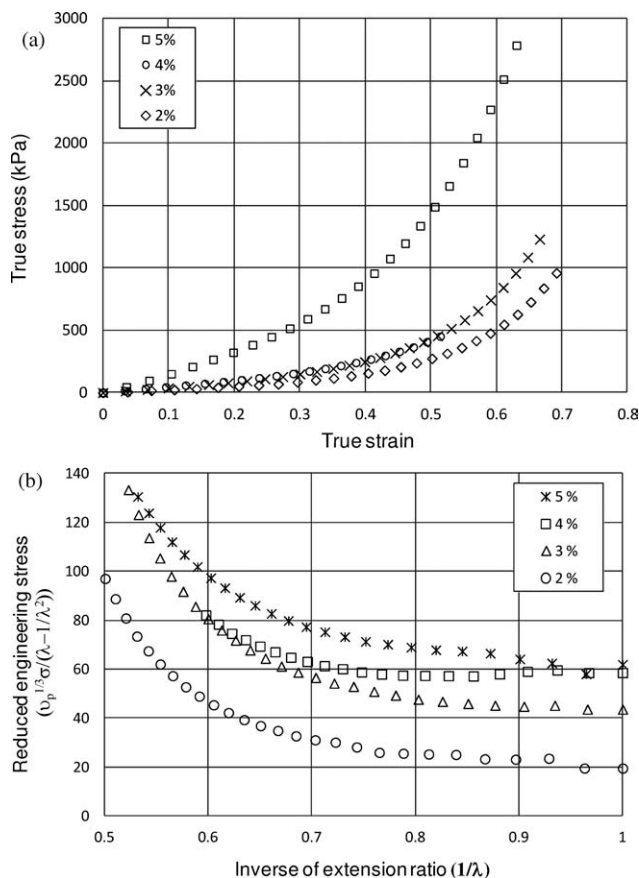 (a)
3000
2500
2000
1500
1000
500
0
True stress (kPa)
5%
4%
3%
2%
0 0.1 0.2 0.3 0.4 0.5 0.6 0.7 0.8
True strain
(b)
140
120
100
80
60
40
20
0
Reduced engineering stress
(υp^1/3σ/(λ–1/λ²))
5 %
4 %
3 %
2 %
0.5 0.6 0.7 0.8 0.9 1
Inverse of extension ratio (1/λ)